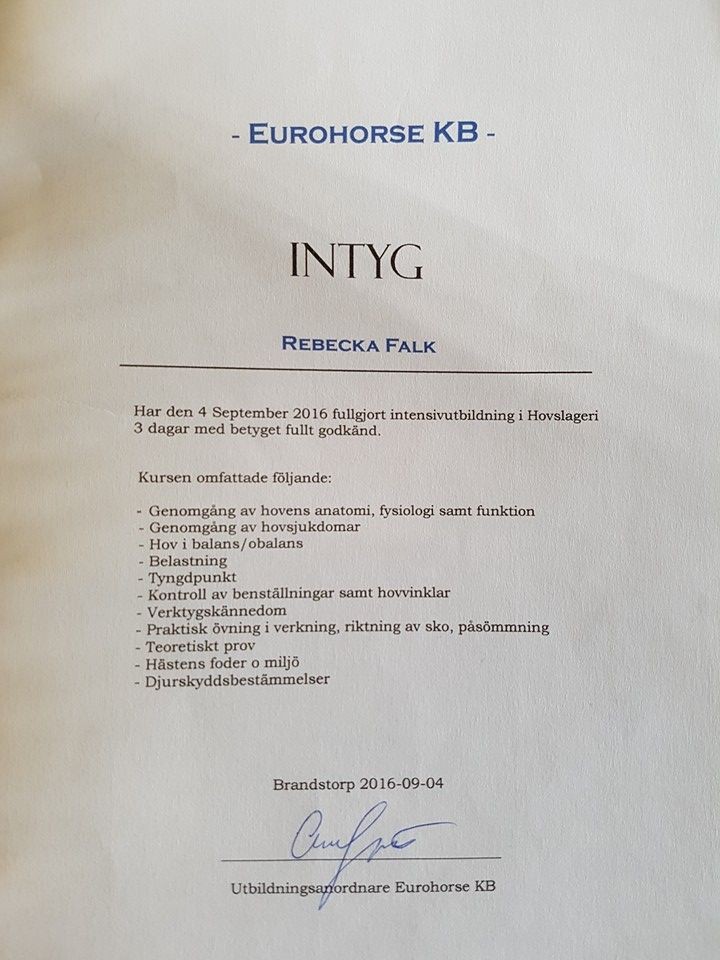 - EUROHORSE KB -
INTYG
REBECKA FALK
Har den 4 September 2016 fullgjort intensivutbildning i Hovslageri
3 dagar med betyget fullt godkänd.
Kursen omfattade följande:
- Genomgång av hovens anatomi, fysiologi samt funktion
- Genomgång av hovsjukdomar
- Hov i balans/obalans
- Belastning
- Tyngdpunkt
- Kontroll av benställningar samt hovvinklar
- Verktygskännedom
- Praktisk övning i verkning, riktning av sko, påsömmning
- Teoretiskt prov
- Hästens foder o miljö
- Djurskyddsbestämmelser
Brandstorp 2016-09-04
Utbildningsanordnare Eurohorse KB